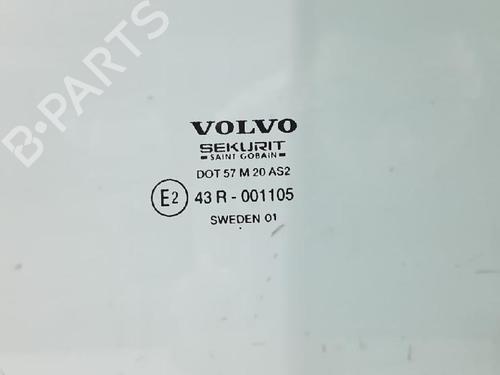 B-PARTS
VOLVO
SEKURIT
SAINT GOBAIN
DOT 57 M 20 AS2
E2 43 R - 001105
SWEDEN 01